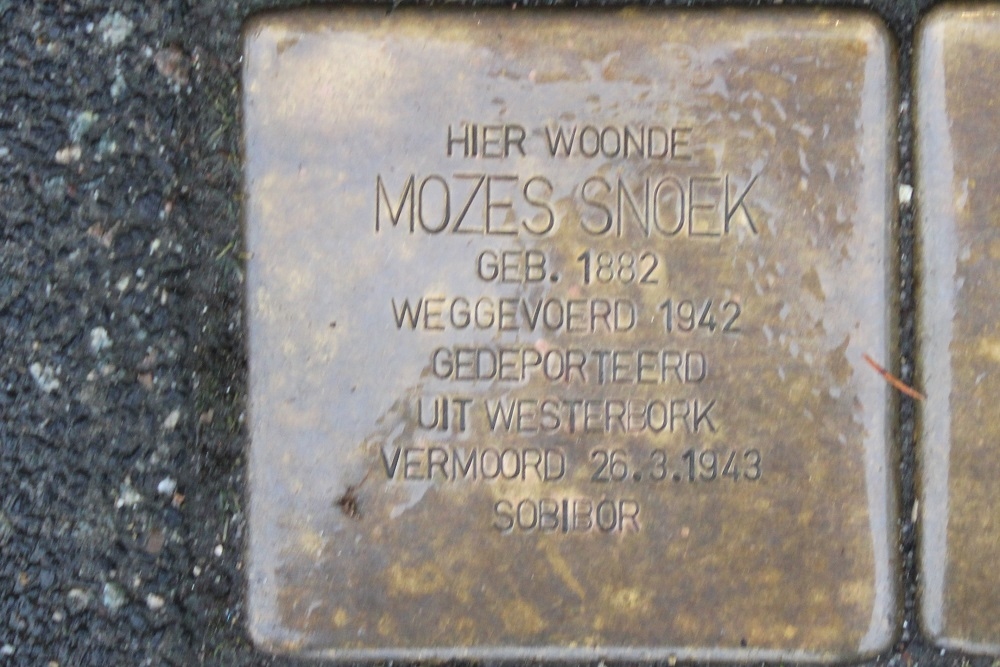 HIER WOONDE
MOZES SNOEK
GEB. 1882
WEGGEVOERD 1942
GEDEPORTEERD
UIT WESTERBORK
VERMOORD 26.3.1943
SOBIBOR